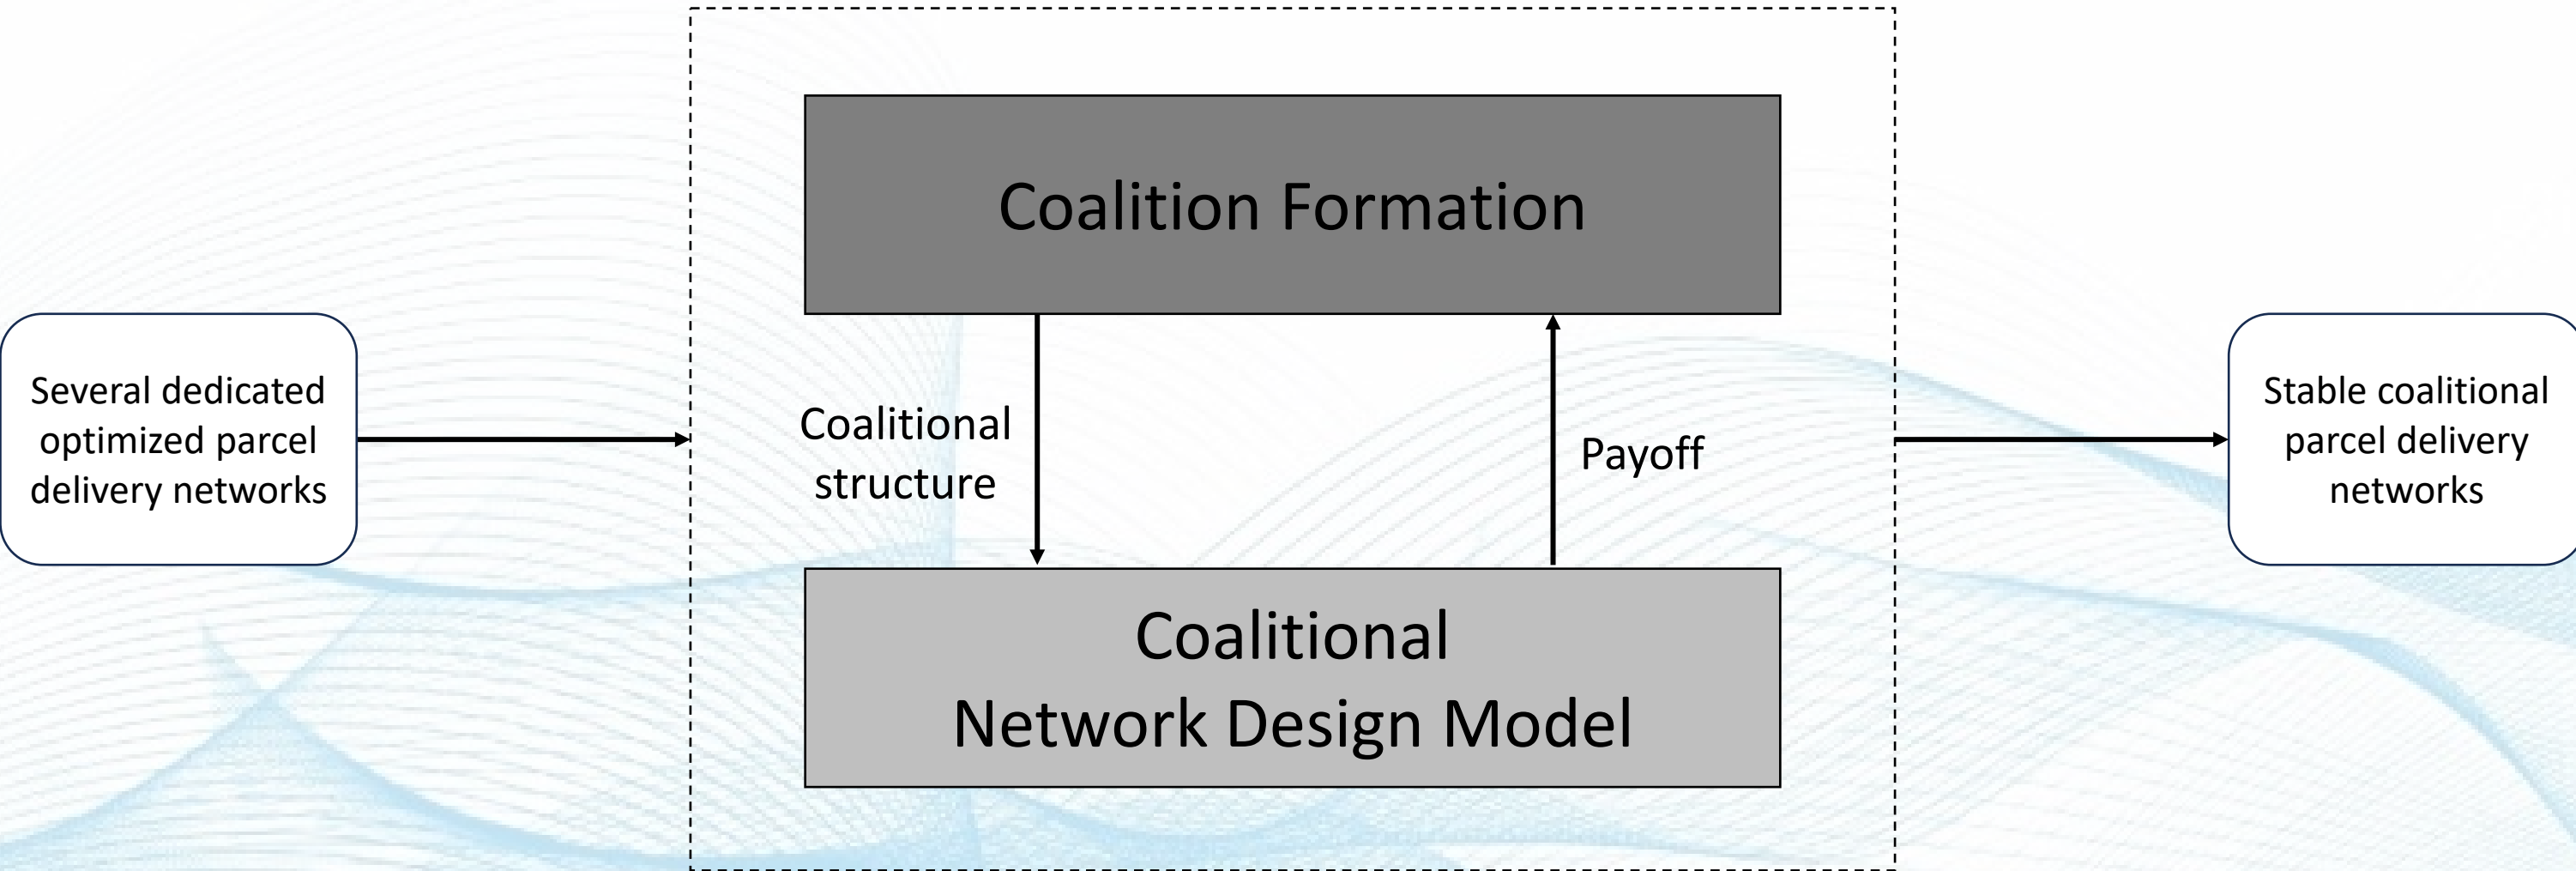 Coalition Formation
Several dedicated
optimized parcel
delivery networks
Coalitional
structure
Payoff
Stable coalitional
parcel delivery
networks
Coalitional
Network Design Model